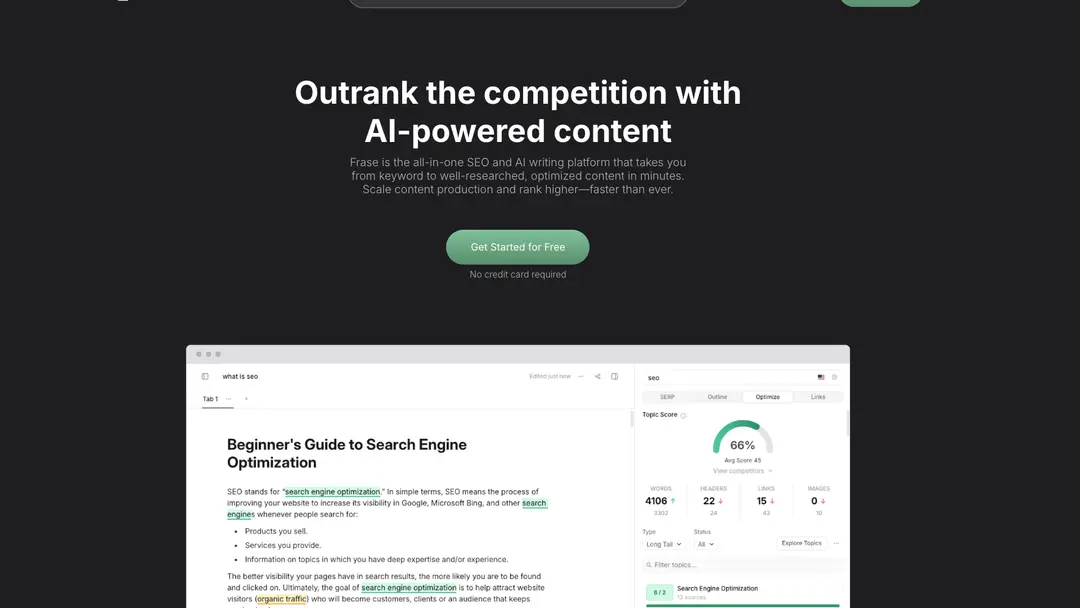 Outrank the competition with
AI-powered content
Frase is the all-in-one SEO and AI writing platform that takes you
from keyword to well-researched, optimized content in minutes.
Scale content production and rank higher—faster than ever.
Get Started for Free
No credit card required
what is seo
Edited just now
Tab 1
Beginner's Guide to Search Engine
Optimization
SEO stands for "search engine optimization." In simple terms, SEO means the process of
improving your website to increase its visibility in Google, Microsoft Bing, and other search
engines whenever people search for:
• Products you sell.
• Services you provide.
• Information on topics in which you have deep expertise and/or experience.
The better visibility your pages have in search results, the more likely you are to be found
and clicked on. Ultimately, the goal of search engine optimization is to help attract website
visitors (organic traffic) who will become customers, clients or an audience that keeps
seo
SERP Outline Optimize Links
Topic Score
66%
Avg Score 45
View competitors
WORDS HEADERS LINKS IMAGES
4106 ↑ 22 ↓ 15 ↓ 0 ↓
3302 24 43 10
Type Status
Long Tail All Explore Topics
Filter topics...
6 / 2 Search Engine Optimization
12 sources